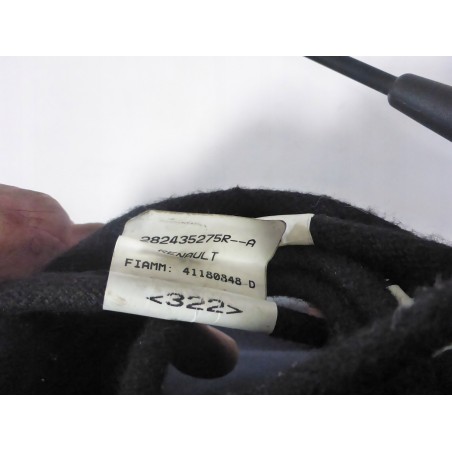 282435275R--A
RENAULT
FIAMM: 41180848 D
<322>